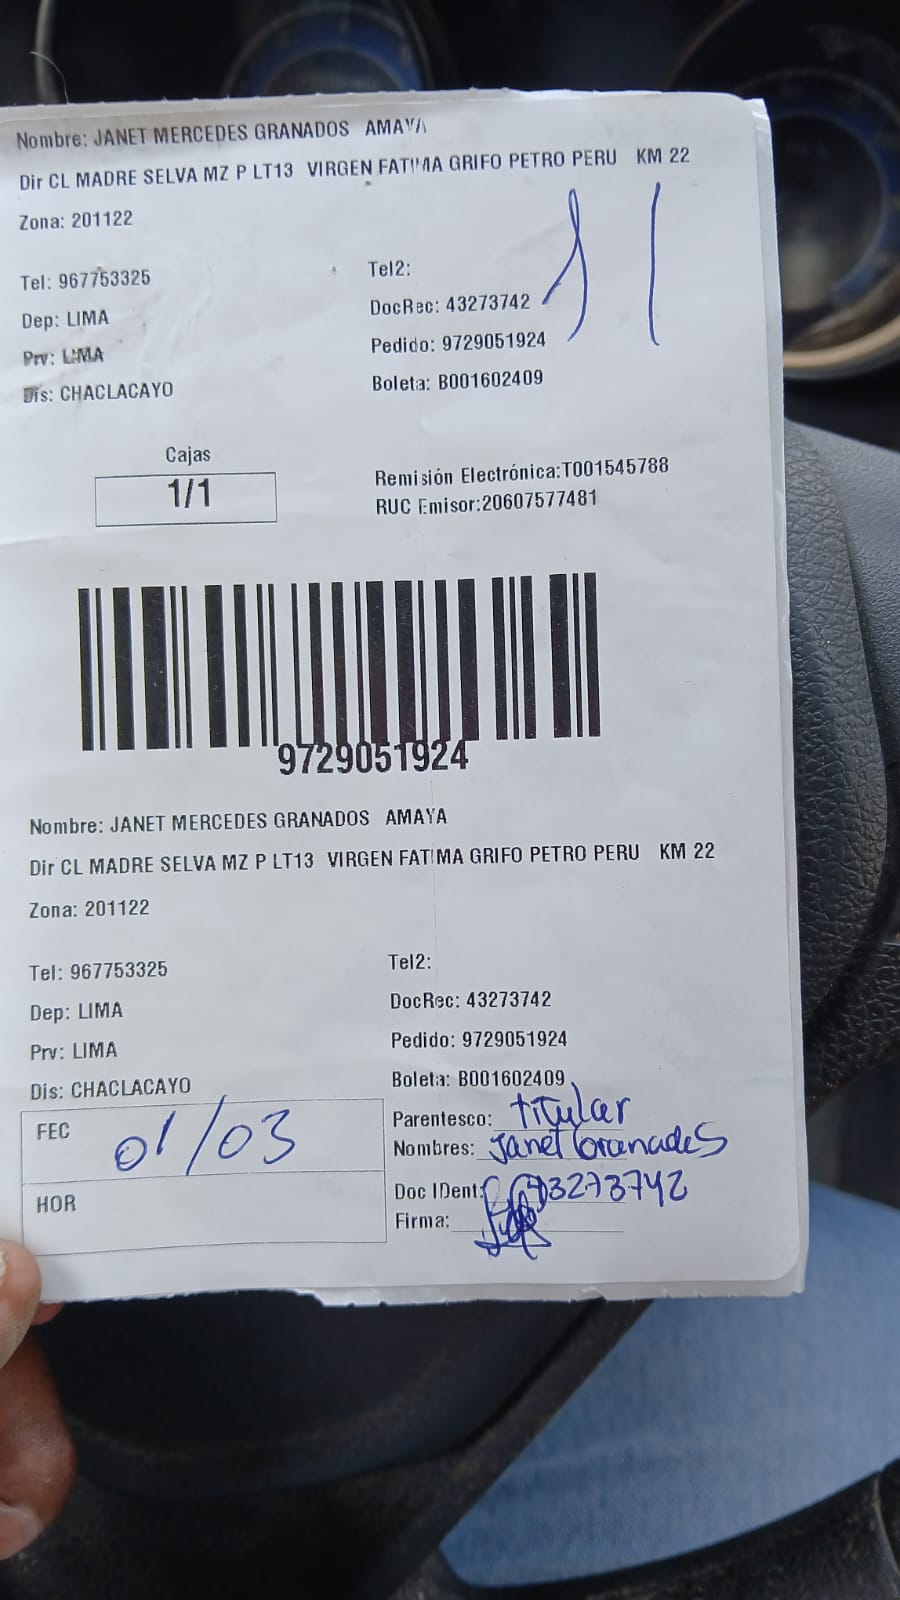 Nombre: JANET MERCEDES GRANADOS AMAYA
Dir CL MADRE SELVA MZ P LT13 VIRGEN FATIMA GRIFO PETRO PERU KM 22
Zona: 201122
Tel: 967753325
Tel2:
Dep: LIMA
DocRec: 43273742
Prv: LIMA
Pedido: 9729051924
Dis: CHACLACAYO
Boleta: B001602409
Cajas
1/1
Remisión Electrónica:T001545788
RUC Emisor:20607577481
9729051924
Nombre: JANET MERCEDES GRANADOS AMAYA
Dir CL MADRE SELVA MZ P LT13 VIRGEN FATIMA GRIFO PETRO PERU KM 22
Zona: 201122
Tel: 967753325
Tel2:
Dep: LIMA
DocRec: 43273742
Prv: LIMA
Pedido: 9729051924
Dis: CHACLACAYO
Boleta: B001602409
FEC 01/03
HOR
Parentesco: titular
Nombres: Janet Granados
Doc IDent: 43273742
Firma: